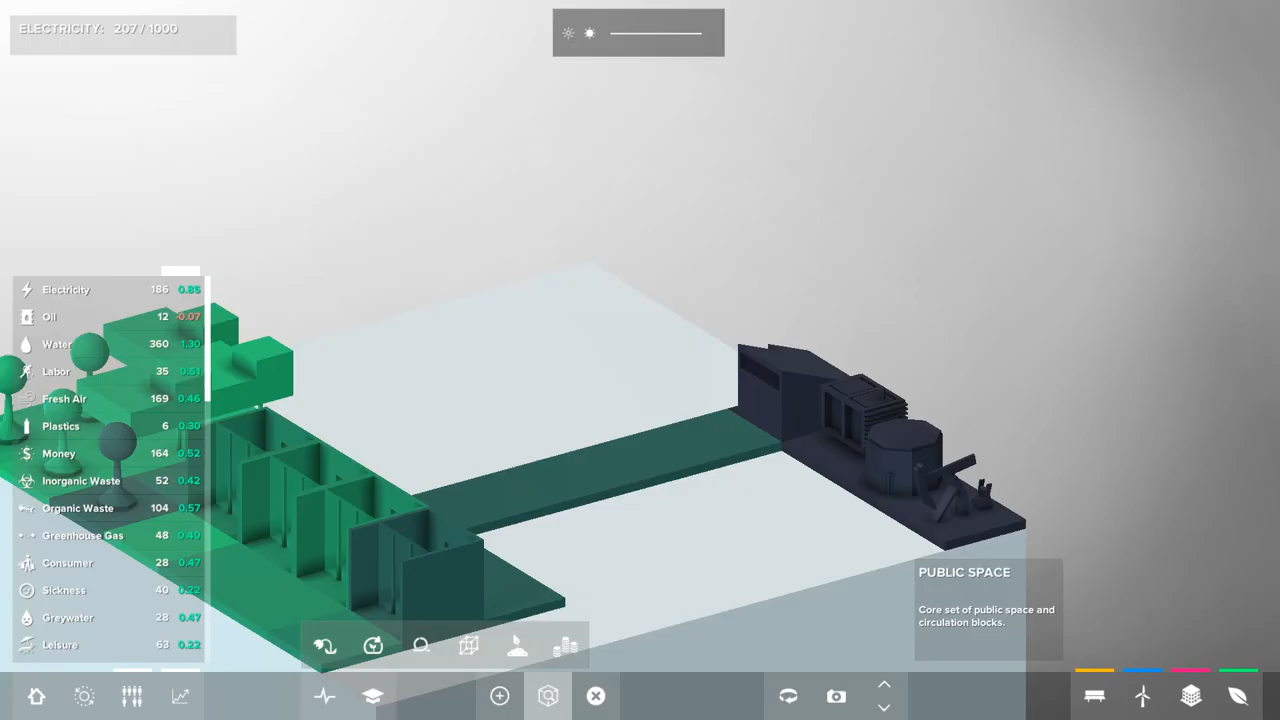 ELECTRICITY: 207 / 1000
Electricity 186 0.85
Oil 12 -0.07
Water 360 1.30
Labor 35 0.51
Fresh Air 169 0.46
Plastics 6 0.30
Money 164 0.52
Inorganic Waste 52 0.42
Organic Waste 104 0.57
Greenhouse Gas 48 0.40
Consumer 28 0.47
Sickness 40 0.22
Greywater 28 0.47
Leisure 63 0.22
PUBLIC SPACE
Core set of public space and
circulation blocks.